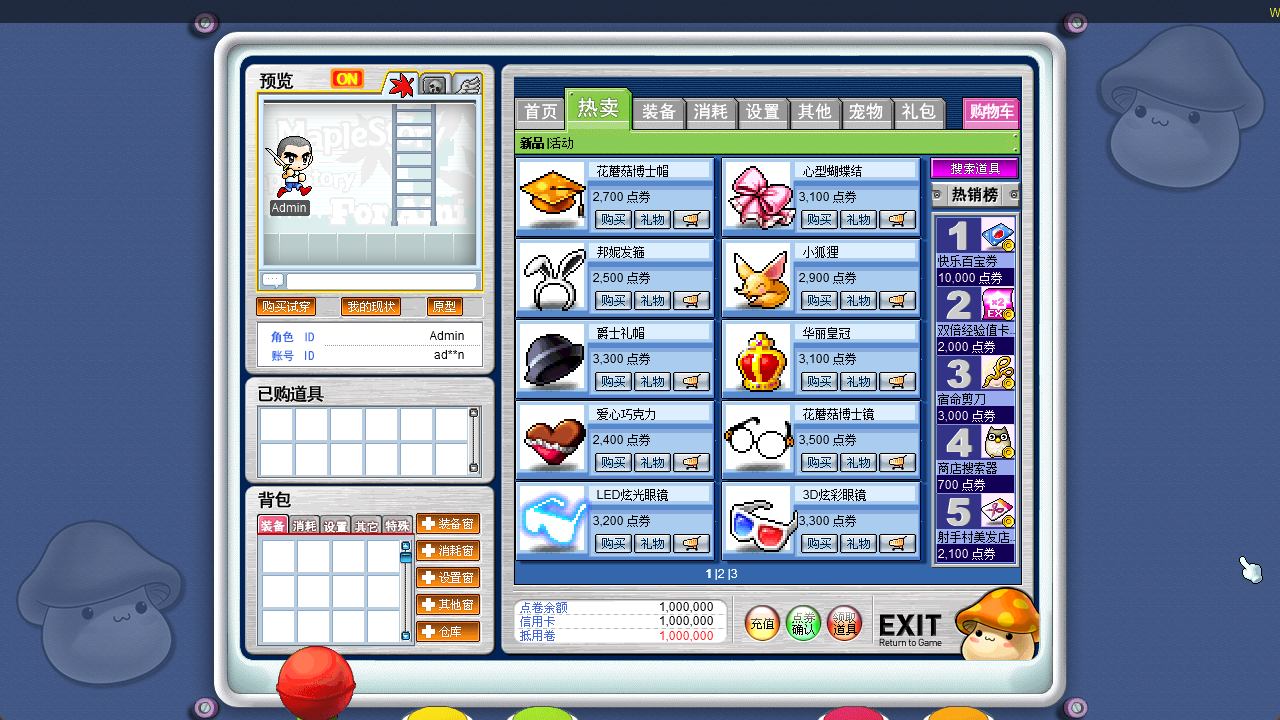 W
预览
ON
MapleStory
For Mini
Admin
购买试穿
我的现状
原型
角色 ID Admin
账号 ID ad**n
已购道具
背包
装备 消耗 设置 其它 特殊
装备窗
消耗窗
设置窗
其他窗
仓库
首页 热卖 装备 消耗 设置 其他 宠物 礼包 购物车
新品|活动
花蘑菇博士帽
2,700 点券
购买 礼物
心型蝴蝶结
3,100 点券
购买 礼物
邦妮发箍
2,500 点券
购买 礼物
小狐狸
2,900 点券
购买 礼物
爵士礼帽
3,300 点券
购买 礼物
华丽皇冠
3,100 点券
购买 礼物
爱心巧克力
2,400 点券
购买 礼物
花蘑菇博士镜
3,500 点券
购买 礼物
LED炫光眼镜
3,200 点券
购买 礼物
3D炫彩眼镜
3,300 点券
购买 礼物
1|2|3
搜索道具
热销榜
1
快乐百宝券
10,000 点券
2
x2
EXP
双倍经验值卡..
2,000 点券
3
宿命剪刀
3,000 点券
4
商店搜索器
700 点券
5
射手村美发店..
2,100 点券
点卷余额 1,000,000
信用卡 1,000,000
抵用卷 1,000,000
充值
点券
确认
领取
道具
EXIT
Return to Game